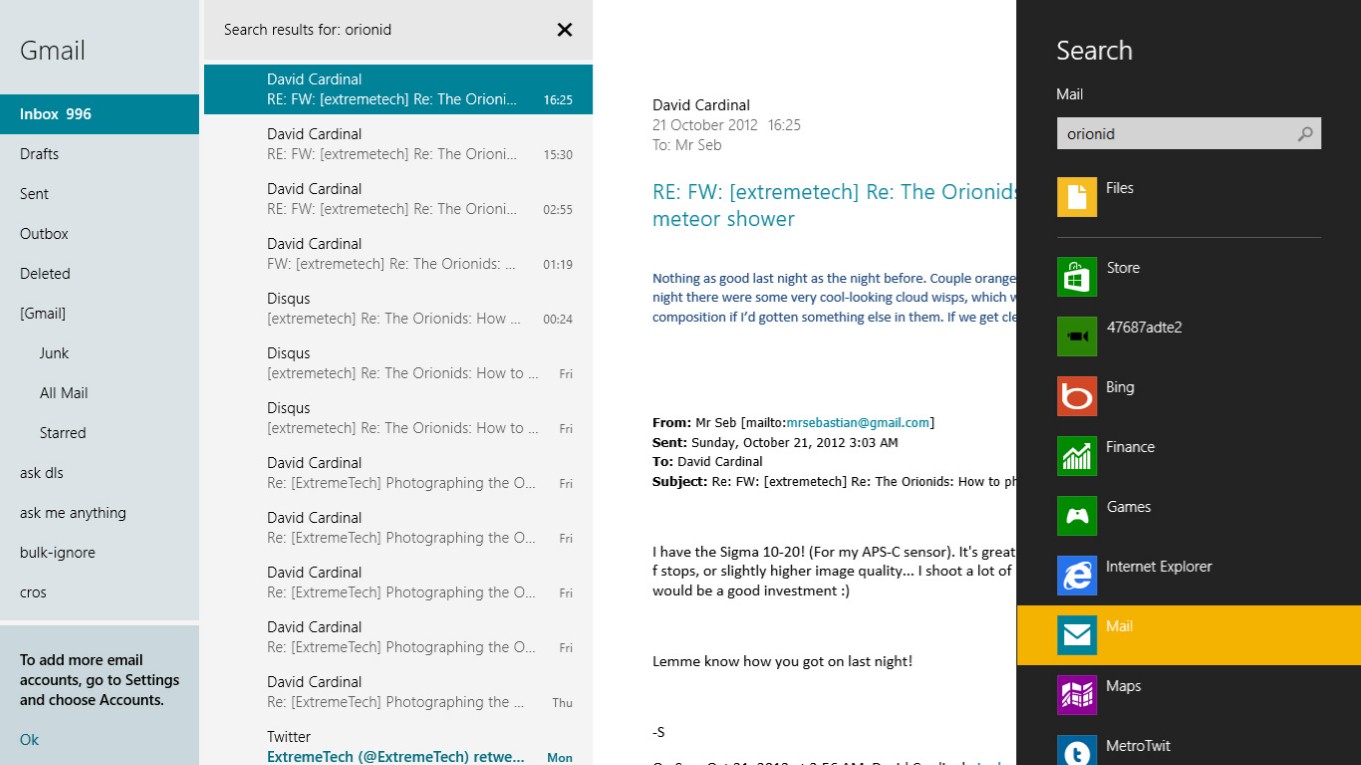 Gmail
Inbox 996
Drafts
Sent
Outbox
Deleted
[Gmail]
Junk
All Mail
Starred
ask dls
ask me anything
bulk-ignore
cros
To add more email
accounts, go to Settings
and choose Accounts.
Ok
Search results for: orionid
David Cardinal
RE: FW: [extremetech] Re: The Orioni... 16:25
David Cardinal
RE: FW: [extremetech] Re: The Orioni... 15:30
David Cardinal
RE: FW: [extremetech] Re: The Orioni... 02:55
David Cardinal
FW: [extremetech] Re: The Orionids: ... 01:19
Disqus
[extremetech] Re: The Orionids: How ... 00:24
Disqus
[extremetech] Re: The Orionids: How to ... Fri
Disqus
[extremetech] Re: The Orionids: How to ... Fri
David Cardinal
Re: [ExtremeTech] Photographing the O... Fri
David Cardinal
Re: [ExtremeTech] Photographing the O... Fri
David Cardinal
Re: [ExtremeTech] Photographing the O... Fri
David Cardinal
Re: [ExtremeTech] Photographing the O... Fri
David Cardinal
Re: [ExtremeTech] Photographing the ... Thu
Twitter
ExtremeTech (@ExtremeTech) retwe... Mon
David Cardinal
21 October 2012 16:25
To: Mr Seb
RE: FW: [extremetech] Re: The Orionids
meteor shower
Nothing as good last night as the night before. Couple orange
night there were some very cool-looking cloud wisps, which
composition if I'd gotten something else in them. If we get
From: Mr Seb [mailto:mrsebastian@gmail.com]
Sent: Sunday, October 21, 2012 3:03 AM
To: David Cardinal
Subject: Re: FW: [extremetech] Re: The Orionids: How to
I have the Sigma 10-20! (For my APS-C sensor). It's great
f stops, or slightly higher image quality... I shoot a lot of
would be a good investment :)
Lemme know how you got on last night!
-S
Search
Mail
orionid
Files
Store
47687adte2
Bing
Finance
Games
Internet Explorer
Mail
Maps
MetroTwit